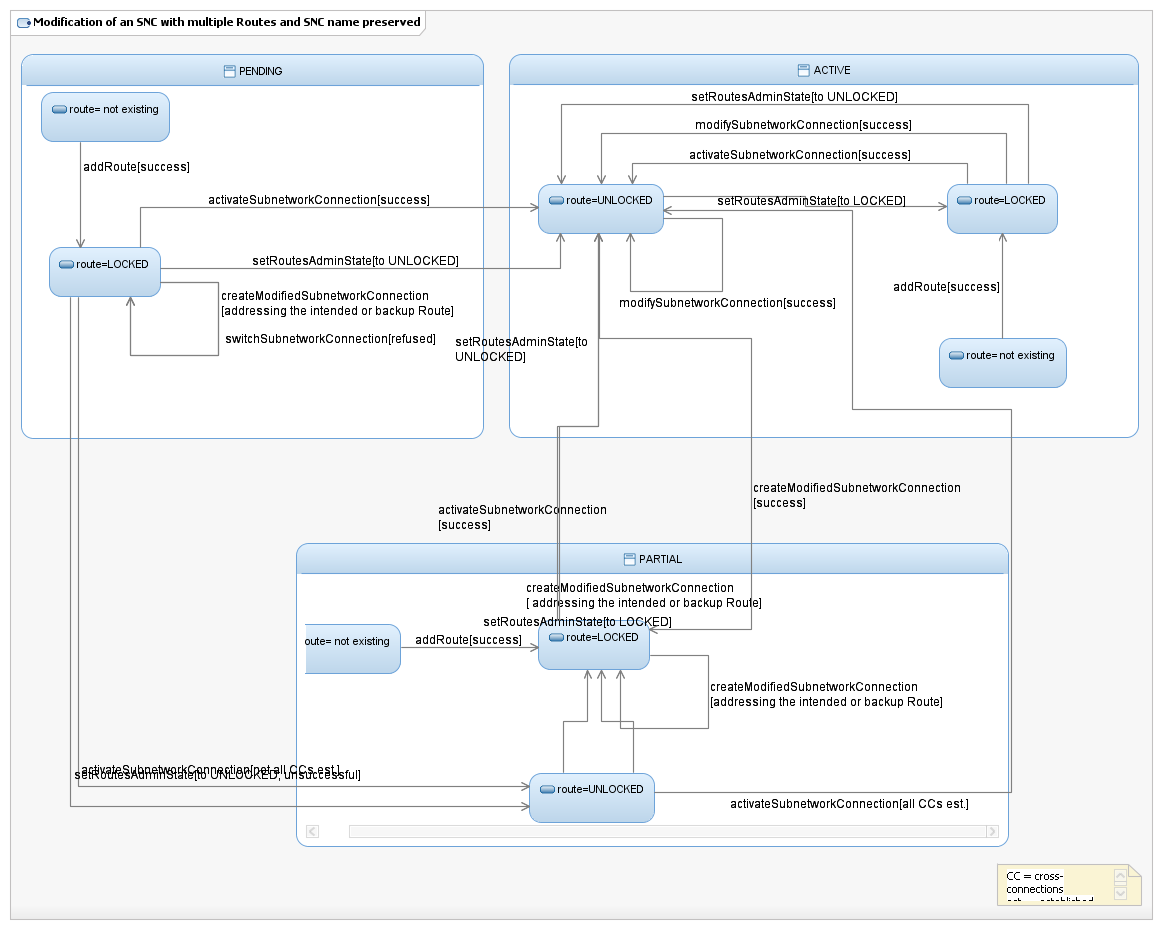 Modification of an SNC with multiple Routes and SNC name preserved
PENDING
route= not existing
addRoute[success]
activateSubnetworkConnection[success]
route=LOCKED
setRoutesAdminState[to UNLOCKED]
createModifiedSubnetworkConnection
[addressing the intended or backup Route]
switchSubnetworkConnection[refused]
ACTIVE
setRoutesAdminState[to UNLOCKED]
modifySubnetworkConnection[success]
activateSubnetworkConnection[success]
route=UNLOCKED
setRoutesAdminState[to LOCKED]
route=LOCKED
addRoute[success]
modifySubnetworkConnection[success]
setRoutesAdminState[to
UNLOCKED]
route= not existing
createModifiedSubnetworkConnection
[success]
activateSubnetworkConnection
[success]
PARTIAL
createModifiedSubnetworkConnection
[ addressing the intended or backup Route]
setRoutesAdminState[to LOCKED]
oute= not existing
addRoute[success]
route=LOCKED
createModifiedSubnetworkConnection
[addressing the intended or backup Route]
activateSubnetworkConnection[not all CCs est.]
setRoutesAdminState[to UNLOCKED, unsuccessful]
route=UNLOCKED
activateSubnetworkConnection[all CCs est.]
CC = cross-
connections
est. = established